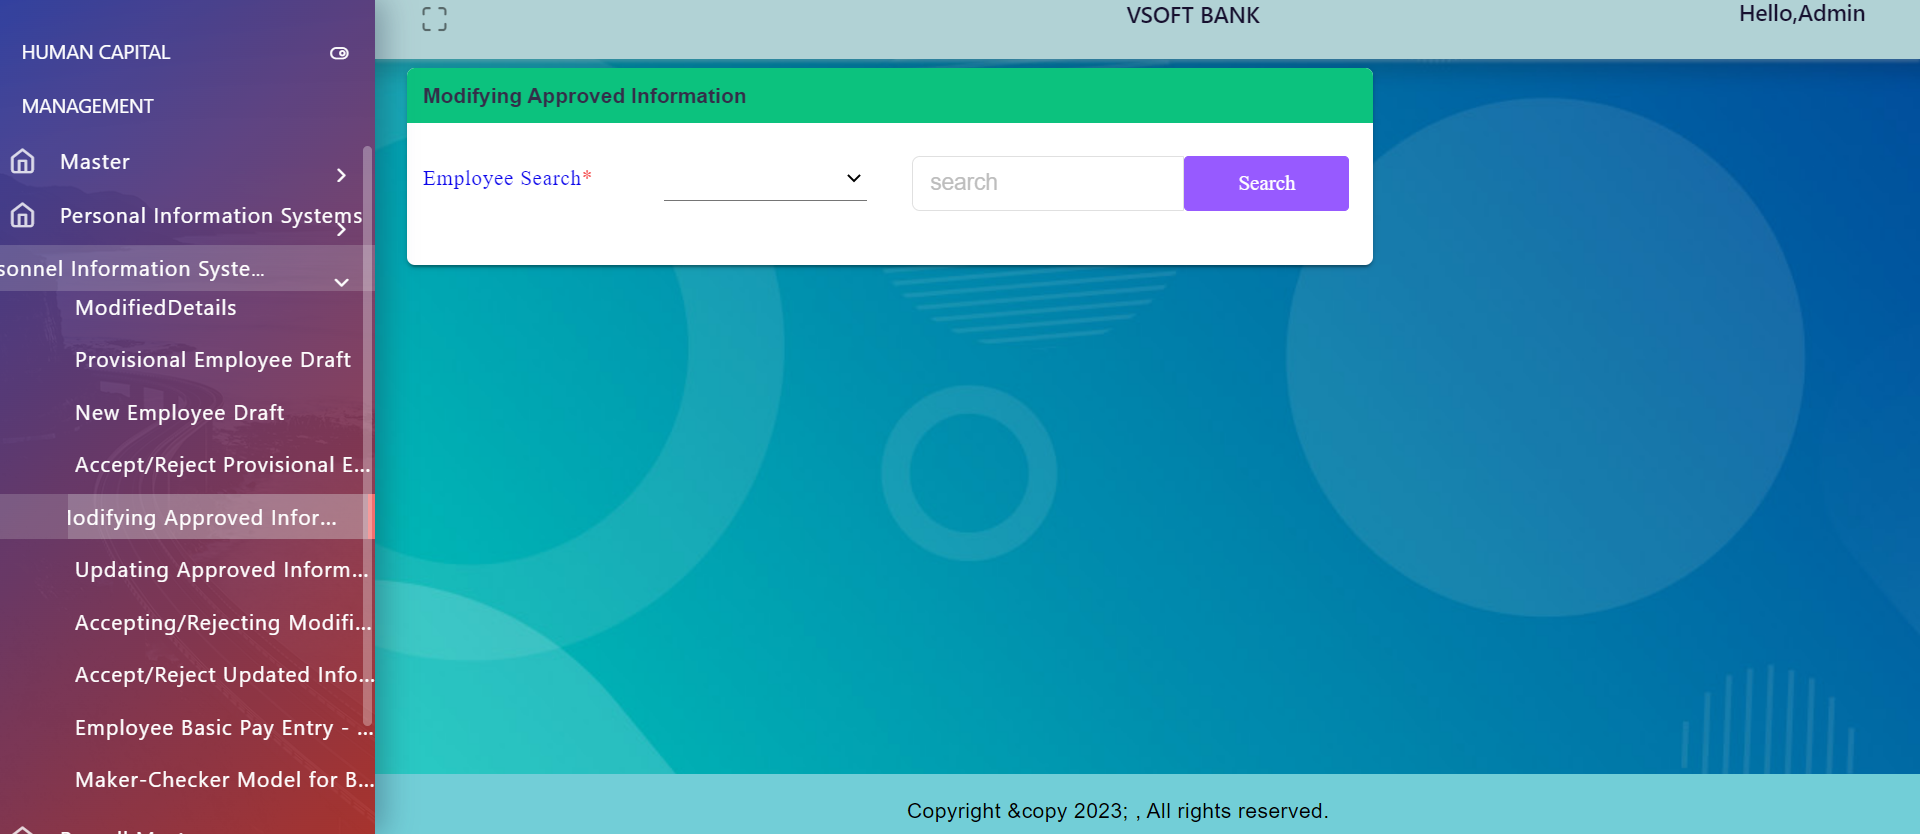 HUMAN CAPITAL
MANAGEMENT
Master
Personal Information Systems
sonnel Information Syste...
ModifiedDetails
Provisional Employee Draft
New Employee Draft
Accept/Reject Provisional E...
lodifying Approved Infor...
Updating Approved Inform...
Accepting/Rejecting Modifi...
Accept/Reject Updated Info...
Employee Basic Pay Entry - ...
Maker-Checker Model for B...
VSOFT BANK
Hello,Admin
Modifying Approved Information
Employee Search*
search
Search
Copyright &copy 2023; , All rights reserved.